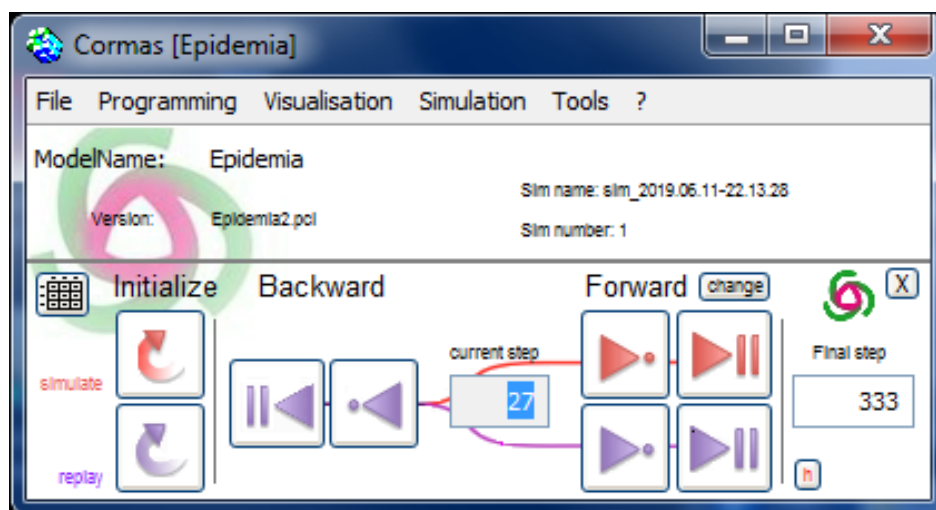 Cormas [Epidemia]
File Programming Visualisation Simulation Tools ?
ModelName: Epidemia
Sim name: sim_2019.06.11-22.13.28
Version: Epidemia2.pcl
Sim number: 1
Initialize Backward Forward change X
current step Final step
simulate
27 333
replay
h